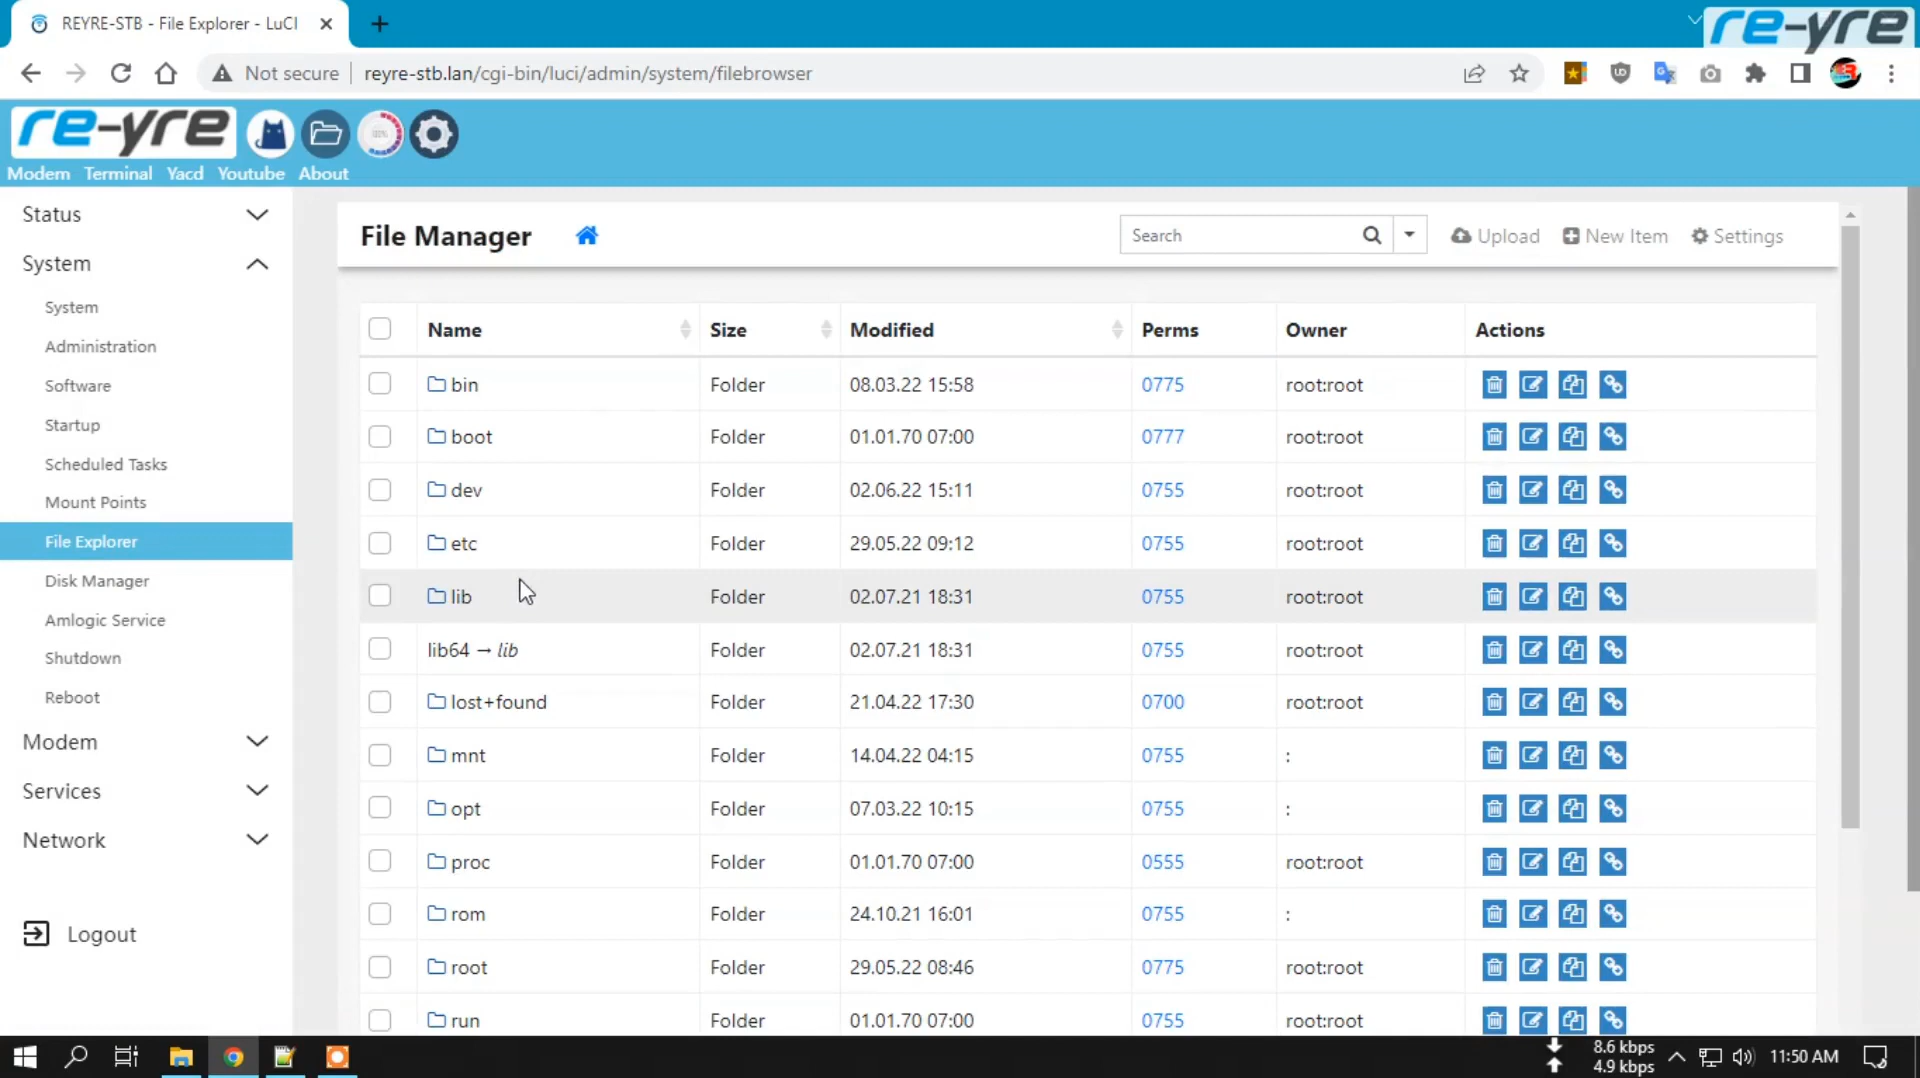 REYRE-STB - File Explorer - LuCI
re-yre
Not secure
reyre-stb.lan/cgi-bin/luci/admin/system/filebrowser
re-yre
Modem Terminal Yacd Youtube About
Status
System
System
Administration
Software
Startup
Scheduled Tasks
Mount Points
File Explorer
Disk Manager
Amlogic Service
Shutdown
Reboot
Modem
Services
Network
Logout
File Manager
Search
Upload
New Item
Settings
Name Size Modified Perms Owner Actions
bin Folder 08.03.22 15:58 0775 root:root
boot Folder 01.01.70 07:00 0777 root:root
dev Folder 02.06.22 15:11 0755 root:root
etc Folder 29.05.22 09:12 0755 root:root
lib Folder 02.07.21 18:31 0755 root:root
lib64 → lib Folder 02.07.21 18:31 0755 root:root
lost+found Folder 21.04.22 17:30 0700 root:root
mnt Folder 14.04.22 04:15 0755 :
opt Folder 07.03.22 10:15 0755 :
proc Folder 01.01.70 07:00 0555 root:root
rom Folder 24.10.21 16:01 0755 :
root Folder 29.05.22 08:46 0775 root:root
run Folder 01.01.70 07:00 0755 root:root
8.6 kbps
4.9 kbps
11:50 AM